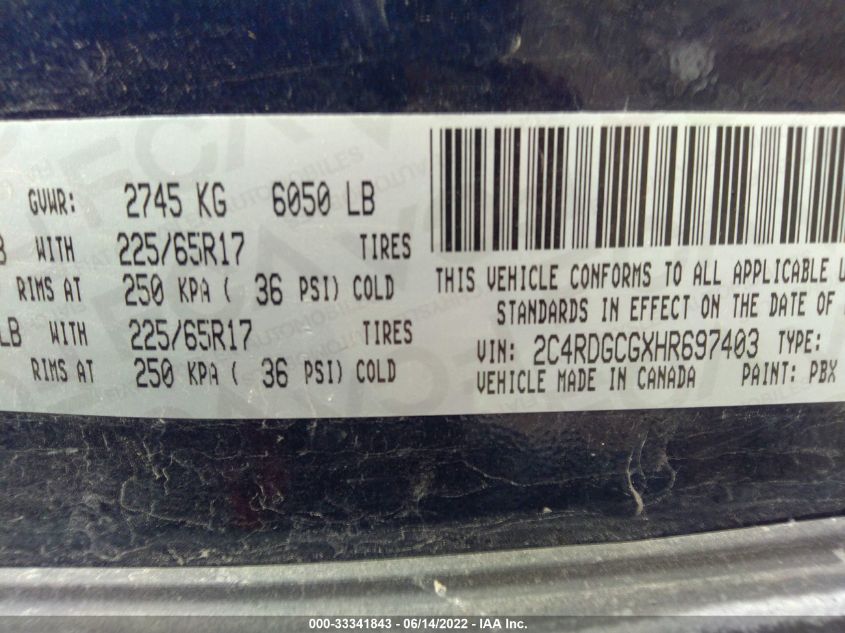 GVWR: 2745 KG 6050 LB
WITH 225/65R17 TIRES
RIMS AT 250 KPA ( 36 PSI) COLD
LB WITH 225/65R17 TIRES
RIMS AT 250 KPA ( 36 PSI) COLD
THIS VEHICLE CONFORMS TO ALL APPLICABLE
STANDARDS IN EFFECT ON THE DATE OF
VIN: 2C4RDGCGXHR697403 TYPE:
VEHICLE MADE IN CANADA PAINT: PBX
000-33341843 - 06/14/2022 - IAA Inc.